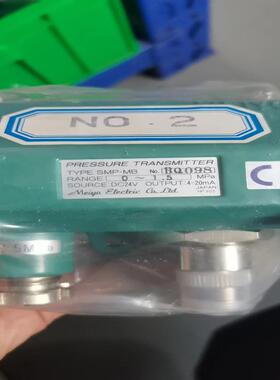 NO.2
PRESSURE TRANSMITTER
TYPE SMP-MB No. BQ098
RANGE 0 ~ 1.5 MPa
SOURCE:DC24V OUTPUT:4-20mA
Meiyo Electric Co.,Ltd. JAPAN
C